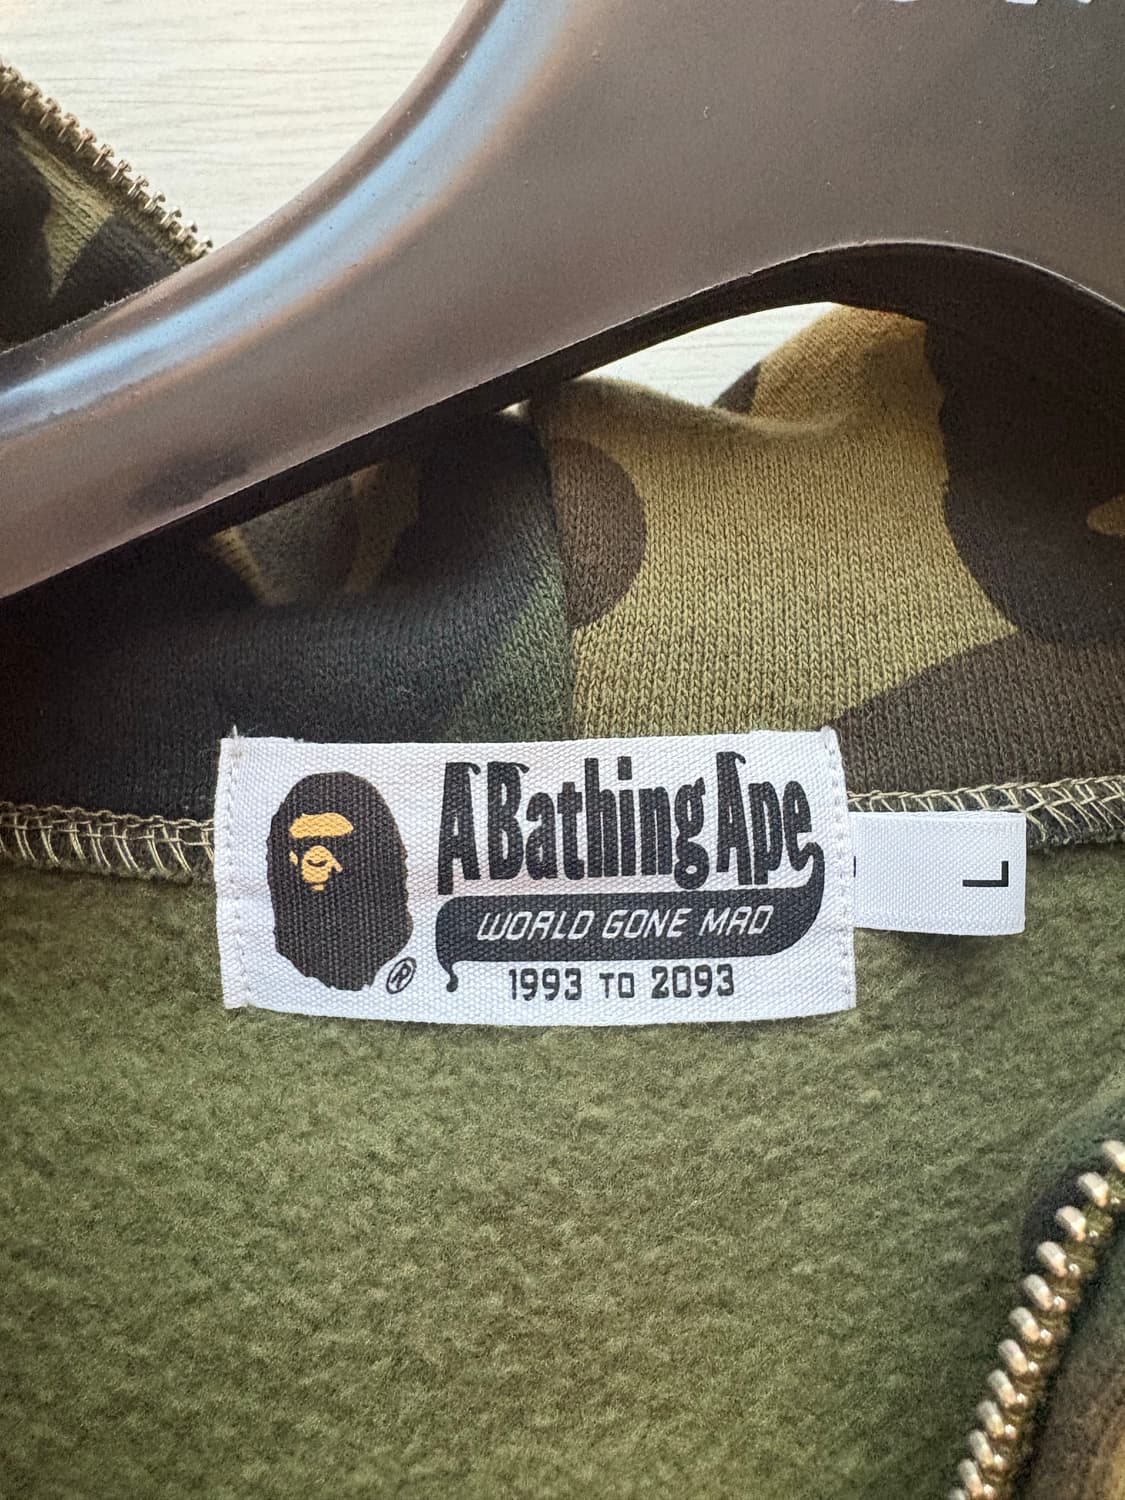 A Bathing Ape
WORLD GONE MAD
1993 TO 2093
®
L